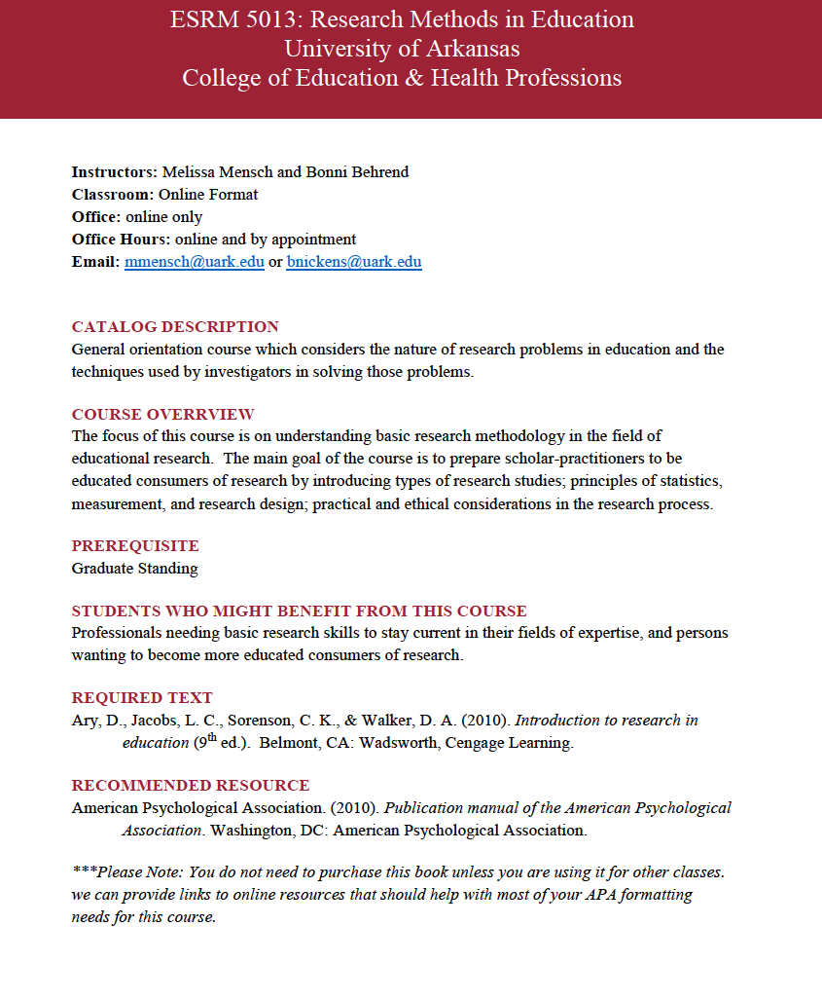 ESRM 5013: Research Methods in Education
University of Arkansas
College of Education & Health Professions
Instructors: Melissa Mensch and Bonni Behrend
Classroom: Online Format
Office: online only
Office Hours: online and by appointment
Email: mmensch@uark.edu or bnickens@uark.edu
CATALOG DESCRIPTION
General orientation course which considers the nature of research problems in education and the
techniques used by investigators in solving those problems.
COURSE OVERRVIEW
The focus of this course is on understanding basic research methodology in the field of
educational research.  The main goal of the course is to prepare scholar-practitioners to be
educated consumers of research by introducing types of research studies; principles of statistics,
measurement, and research design; practical and ethical considerations in the research process.
PREREQUISITE
Graduate Standing
STUDENTS WHO MIGHT BENEFIT FROM THIS COURSE
Professionals needing basic research skills to stay current in their fields of expertise, and persons
wanting to become more educated consumers of research.
REQUIRED TEXT
Ary, D., Jacobs, L. C., Sorenson, C. K., & Walker, D. A. (2010). Introduction to research in
education (9th ed.).  Belmont, CA: Wadsworth, Cengage Learning.
RECOMMENDED RESOURCE
American Psychological Association. (2010). Publication manual of the American Psychological
Association. Washington, DC: American Psychological Association.
***Please Note: You do not need to purchase this book unless you are using it for other classes.
we can provide links to online resources that should help with most of your APA formatting
needs for this course.